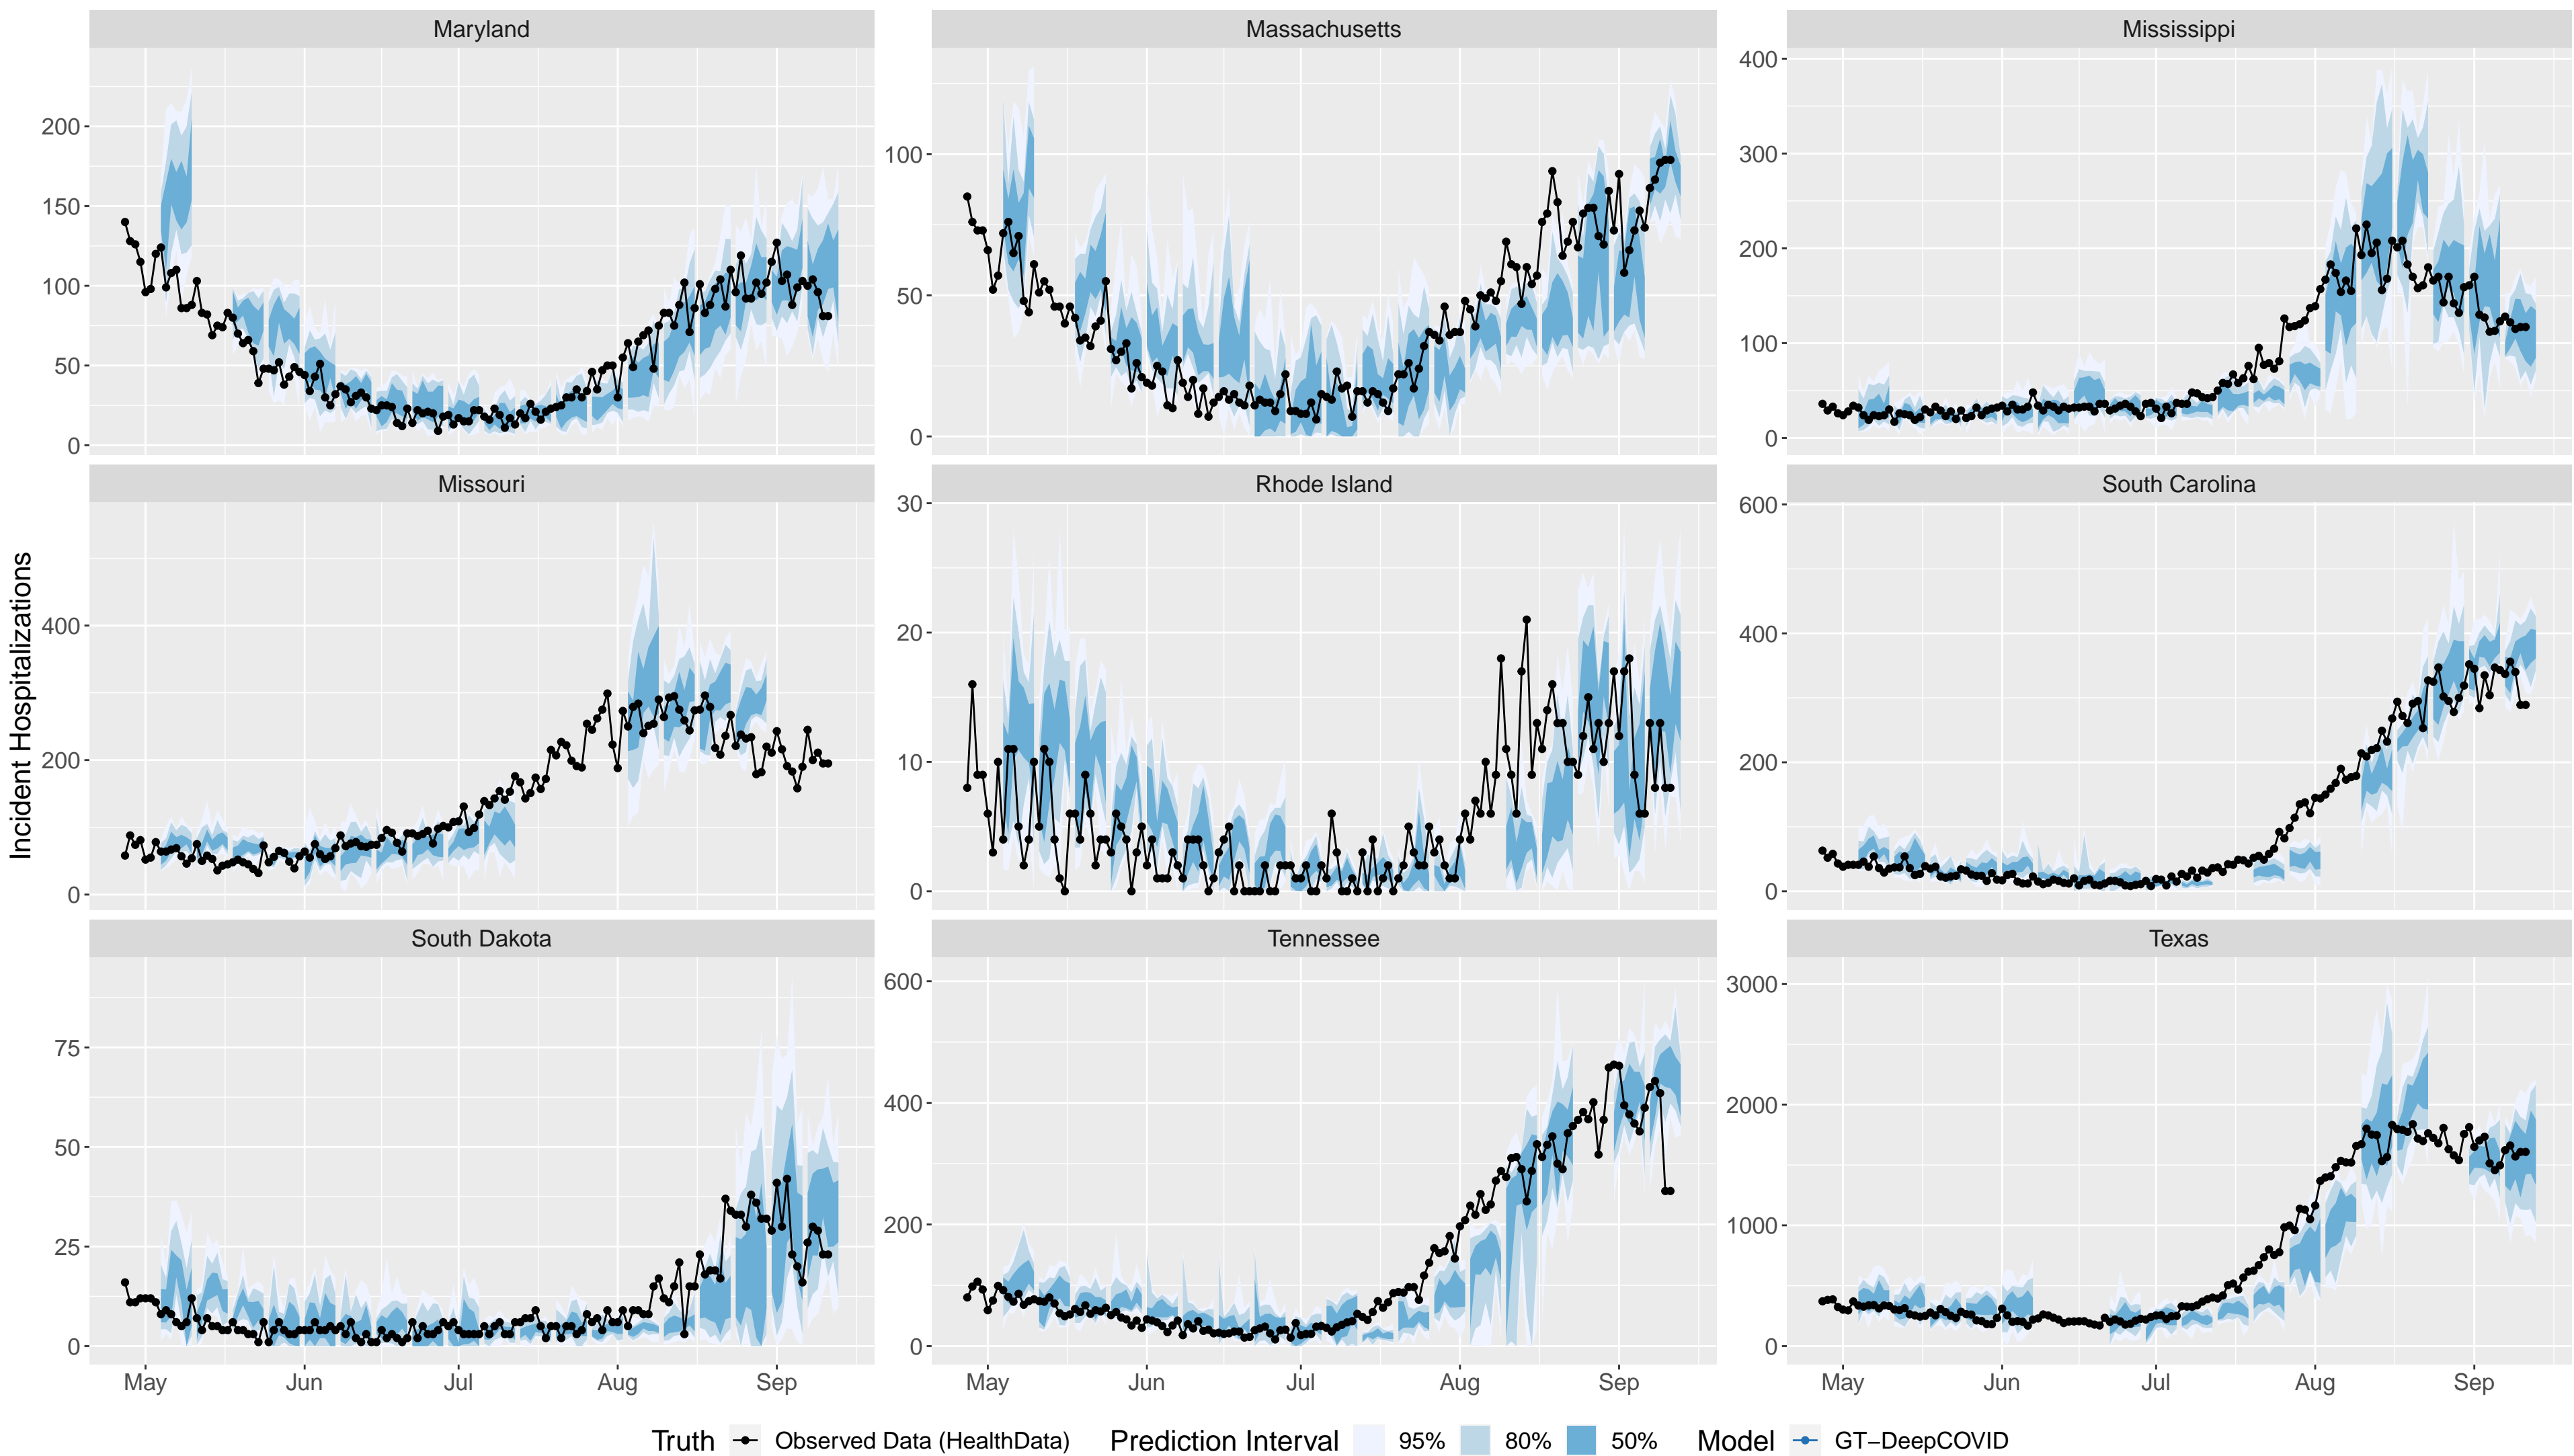 Maryland
Massachusetts
Mississippi
200
150
100
50
0
100
50
0
400
300
200
100
0
Missouri
Rhode Island
South Carolina
Incident Hospitalizations
400
200
0
30
20
10
0
600
400
200
0
South Dakota
Tennessee
Texas
75
50
25
0
600
400
200
0
3000
2000
1000
0
May Jun Jul Aug Sep
May Jun Jul Aug Sep
May Jun Jul Aug Sep
Truth Observed Data (HealthData) Prediction Interval 95% 80% 50% Model GT−DeepCOVID